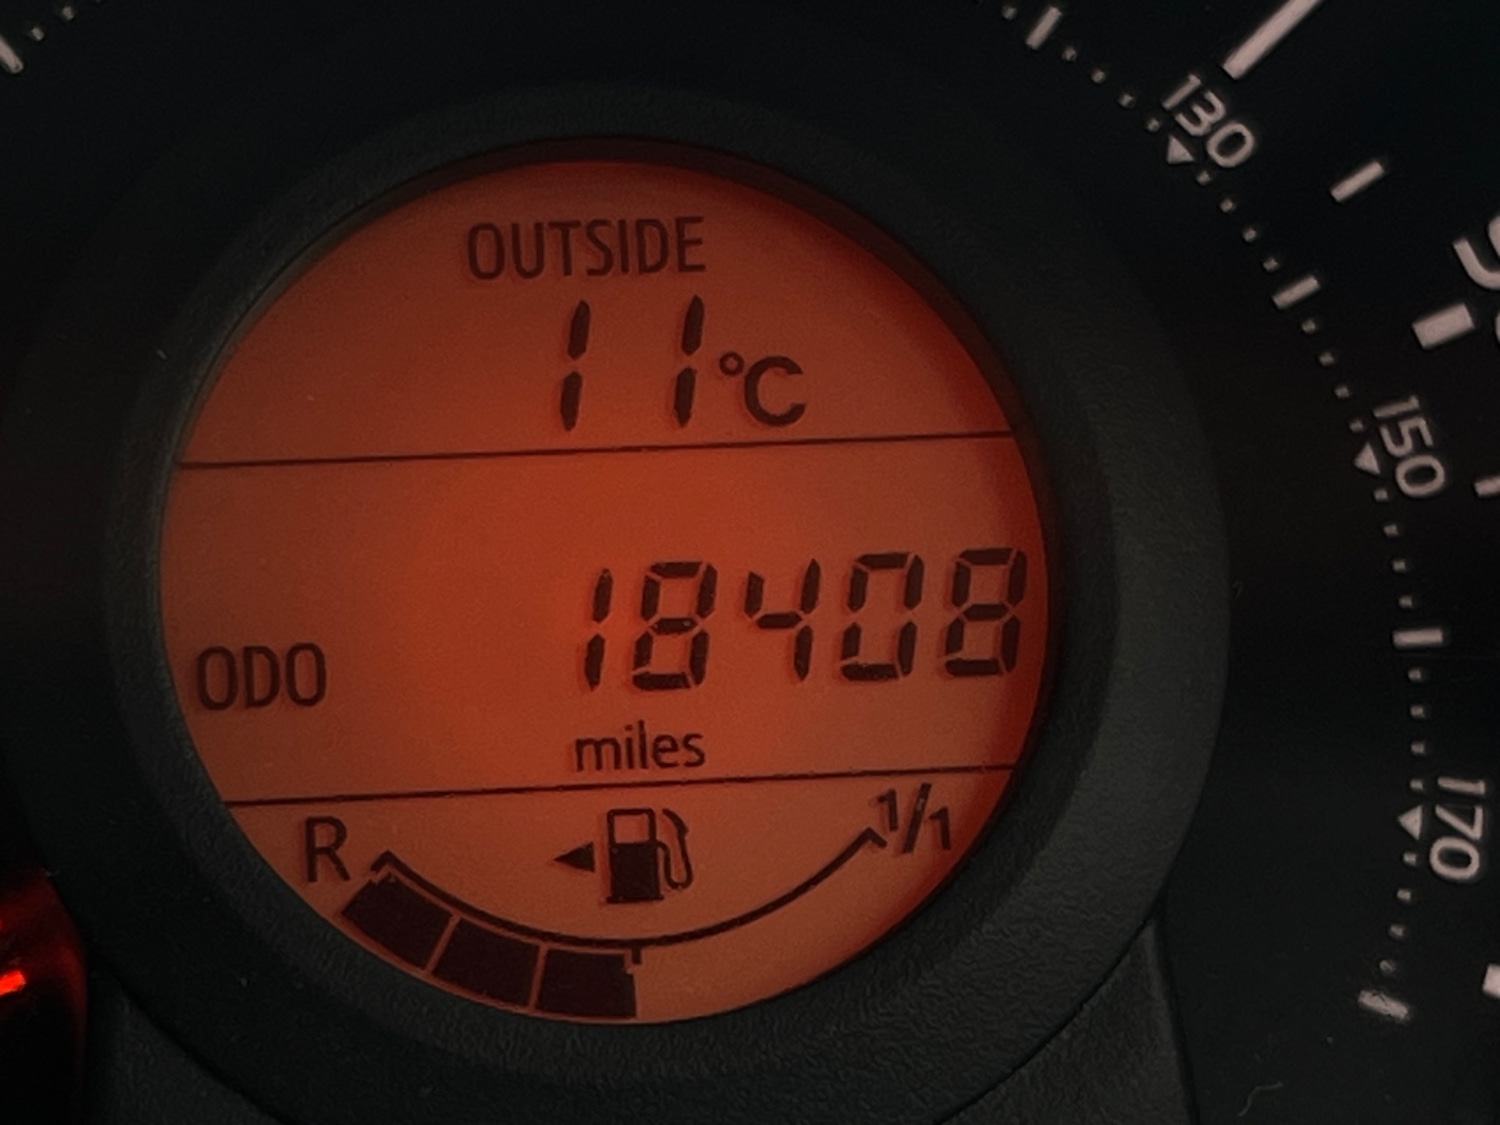 OUTSIDE
11°C
ODO 18408
miles
R 1/1
130
150
170